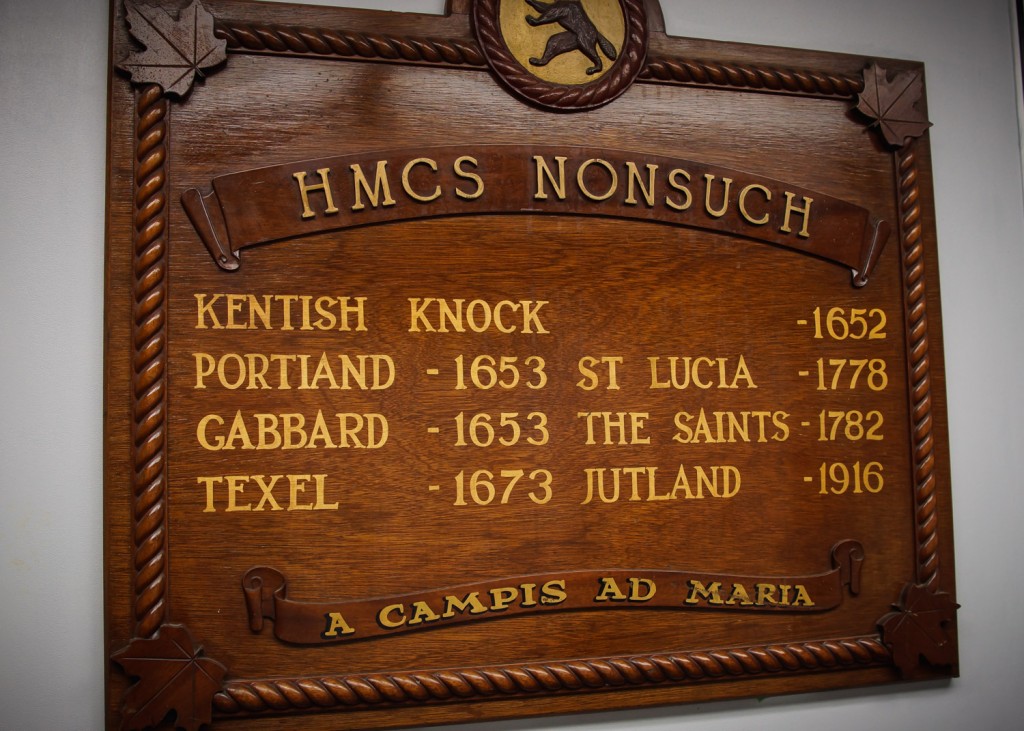 HMCS NONSUCH
KENTISH KNOCK -1652
PORTIAND -1653 ST LUCIA -1778
GABBARD -1653 THE SAINTS -1782
TEXEL -1673 JUTLAND -1916
A CAMPIS AD MARIA